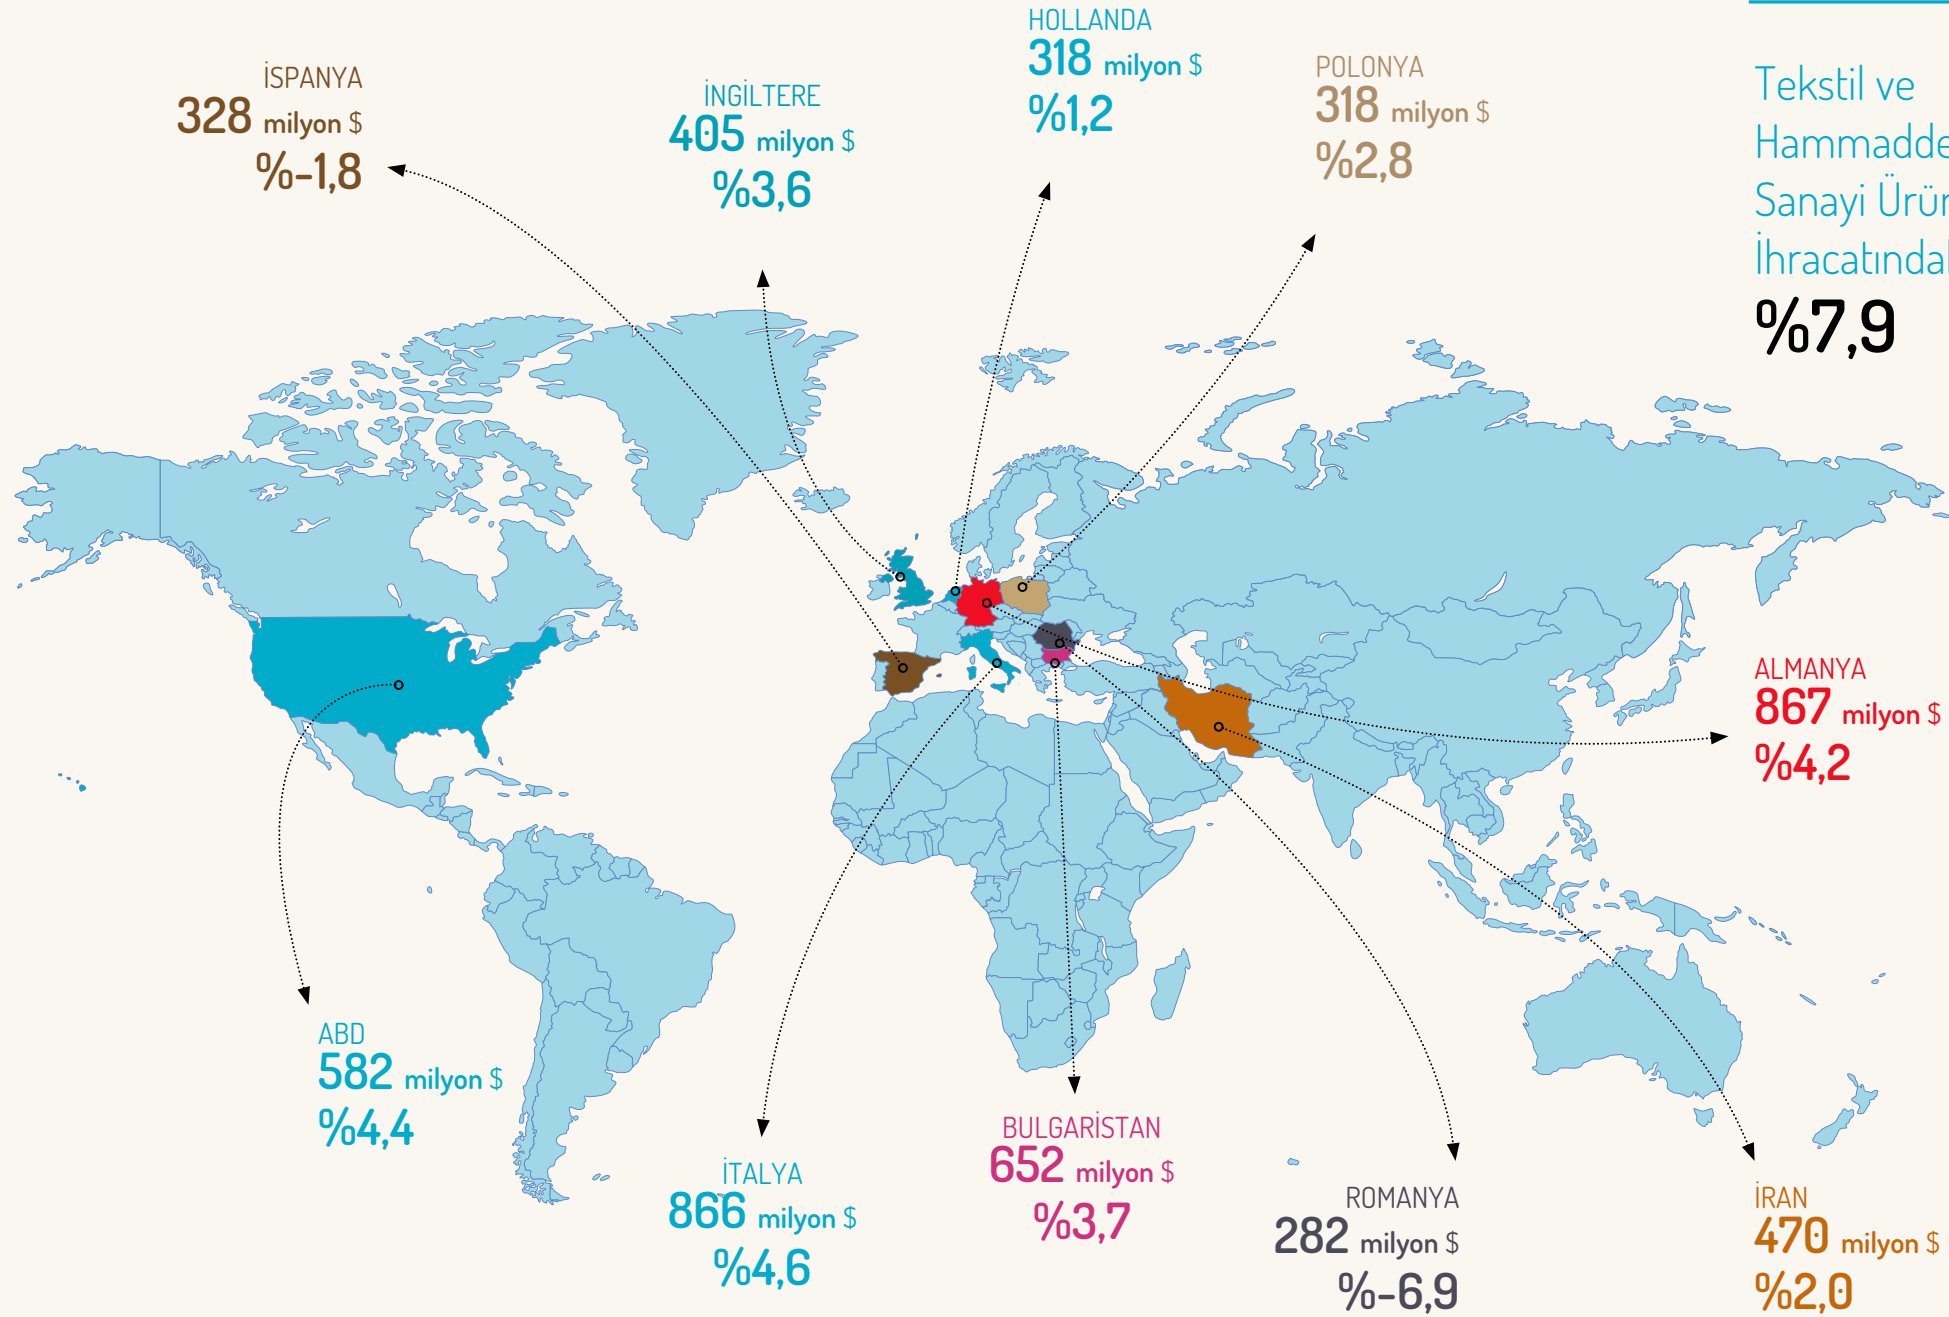 HOLLANDA
318 milyon $
%1,2
İSPANYA
328 milyon $
%-1,8
İNGİLTERE
405 milyon $
%3,6
POLONYA
318 milyon $
%2,8
Tekstil ve
Hammadde
Sanayi
%7,9
ALMANYA
867 milyon $
%4,2
ABD
582 milyon $
%4,4
İTALYA
866 milyon $
%4,6
BULGARİSTAN
652 milyon $
%3,7
ROMANYA
282 milyon $
%-6,9
İRAN
470 milyon $
%2,0